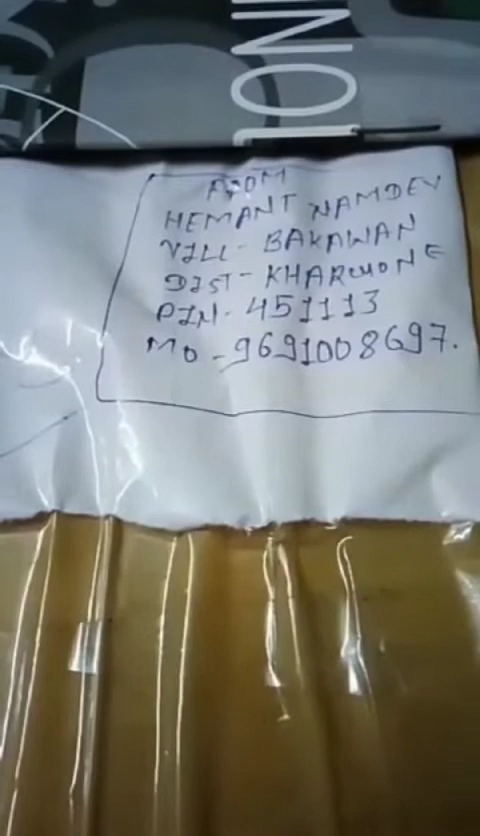 FROM
HEMANT NAMDEV
VILL- BAKAWAN
DIST- KHARGONE
PIN- 451113
MO -9691008697.